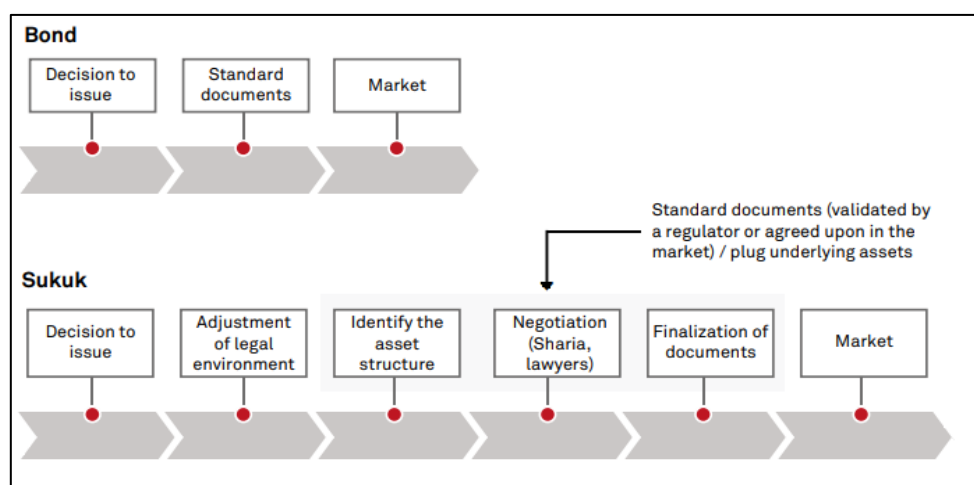 Bond
Decision to
issue
Standard
documents
Market
Standard documents (validated by
a regulator or agreed upon in the
market) / plug underlying assets
Sukuk
Decision to
issue
Adjustment
of legal
environment
Identify the
asset
structure
Negotiation
(Sharia,
lawyers)
Finalization of
documents
Market